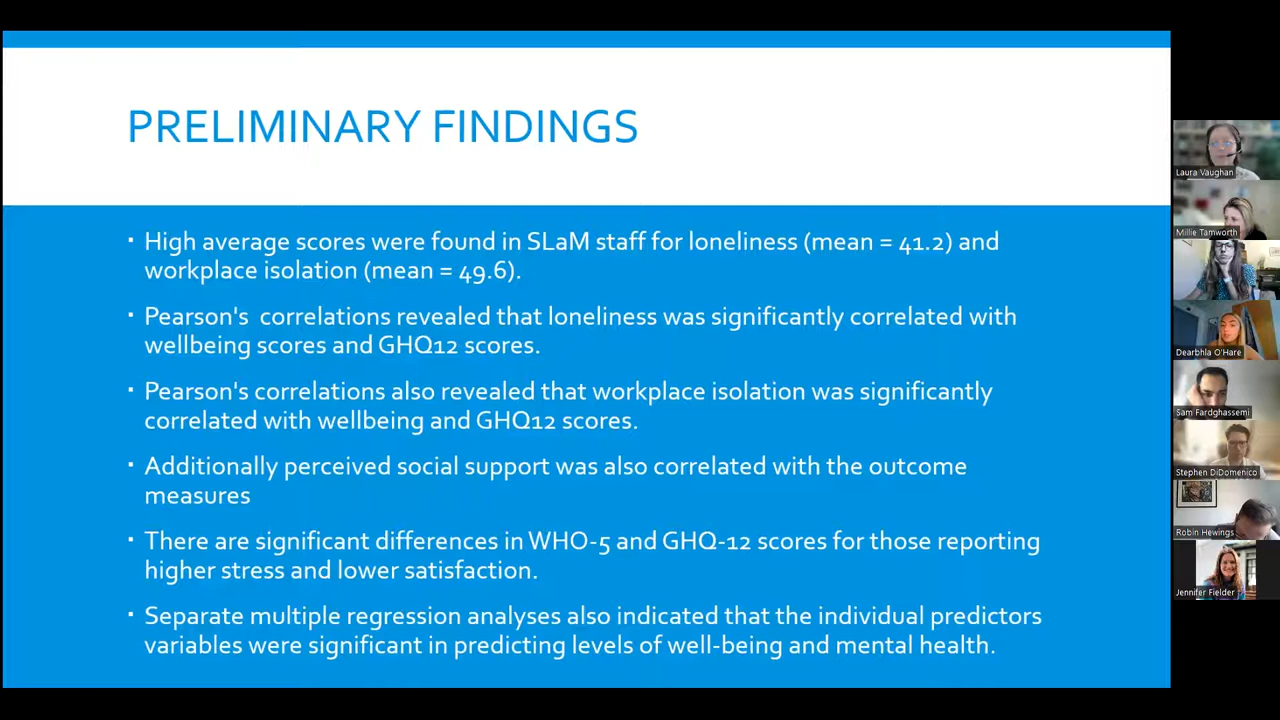 PRELIMINARY FINDINGS
▪ High average scores were found in SLaM staff for loneliness (mean = 41.2) and
workplace isolation (mean = 49.6).
▪ Pearson's  correlations revealed that loneliness was significantly correlated with
wellbeing scores and GHQ12 scores.
▪ Pearson's correlations also revealed that workplace isolation was significantly
correlated with wellbeing and GHQ12 scores.
▪ Additionally perceived social support was also correlated with the outcome
measures
▪ There are significant differences in WHO-5 and GHQ-12 scores for those reporting
higher stress and lower satisfaction.
▪ Separate multiple regression analyses also indicated that the individual predictors
variables were significant in predicting levels of well-being and mental health.
Laura Vaughan
Millie Tamworth
Dearbhla O'Hare
Sam Fardghassemi
Stephen DiDomenico
Robin Hewings
Jennifer Fielder